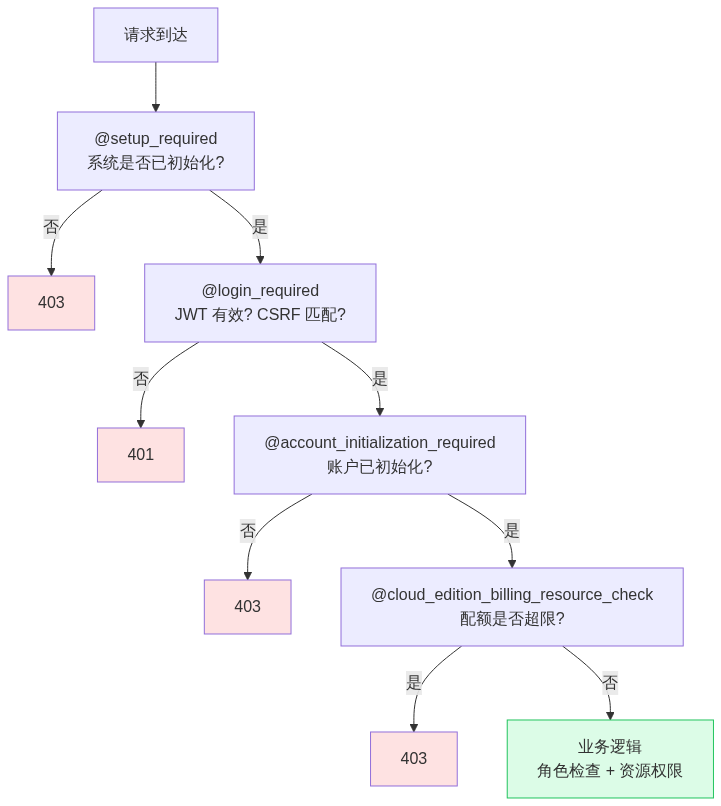 请求到达
@setup_required
系统是否已初始化?
否
是
403
@login_required
JWT 有效? CSRF 匹配?
否
是
401
@account_initialization_required
账户已初始化?
否
是
403
@cloud_edition_billing_resource_check
配额是否超限?
是
否
403
业务逻辑
角色检查 + 资源权限